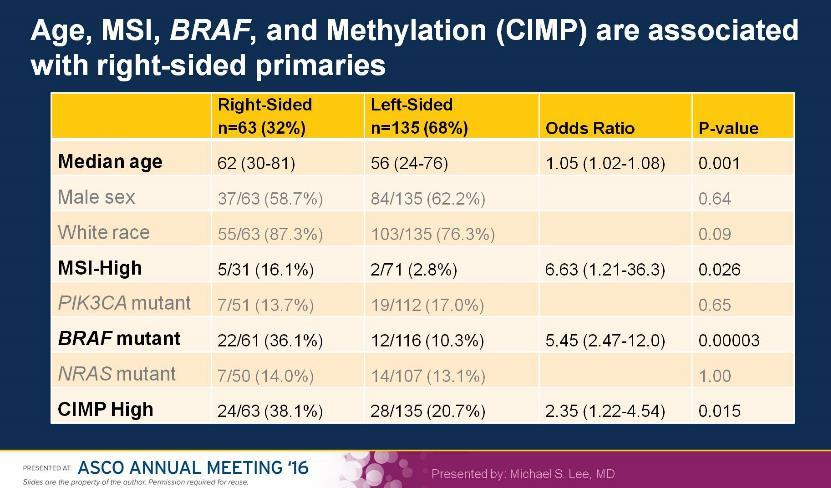 Age, MSI, BRAF, and Methylation (CIMP) are associated
with right-sided primaries
Right-Sided n=63 (32%) Left-Sided n=135 (68%) Odds Ratio P-value
Median age 62 (30-81) 56 (24-76) 1.05 (1.02-1.08) 0.001
Male sex 37/63 (58.7%) 84/135 (62.2%) 0.64
White race 55/63 (87.3%) 103/135 (76.3%) 0.09
MSI-High 5/31 (16.1%) 2/71 (2.8%) 6.63 (1.21-36.3) 0.026
PIK3CA mutant 7/51 (13.7%) 19/112 (17.0%) 0.65
BRAF mutant 22/61 (36.1%) 12/116 (10.3%) 5.45 (2.47-12.0) 0.00003
NRAS mutant 7/50 (14.0%) 14/107 (13.1%) 1.00
CIMP High 24/63 (38.1%) 28/135 (20.7%) 2.35 (1.22-4.54) 0.015
PRESENTED AT: ASCO ANNUAL MEETING '16
Slides are the property of the author. Permission required for reuse.
Presented by: Michael S. Lee, MD